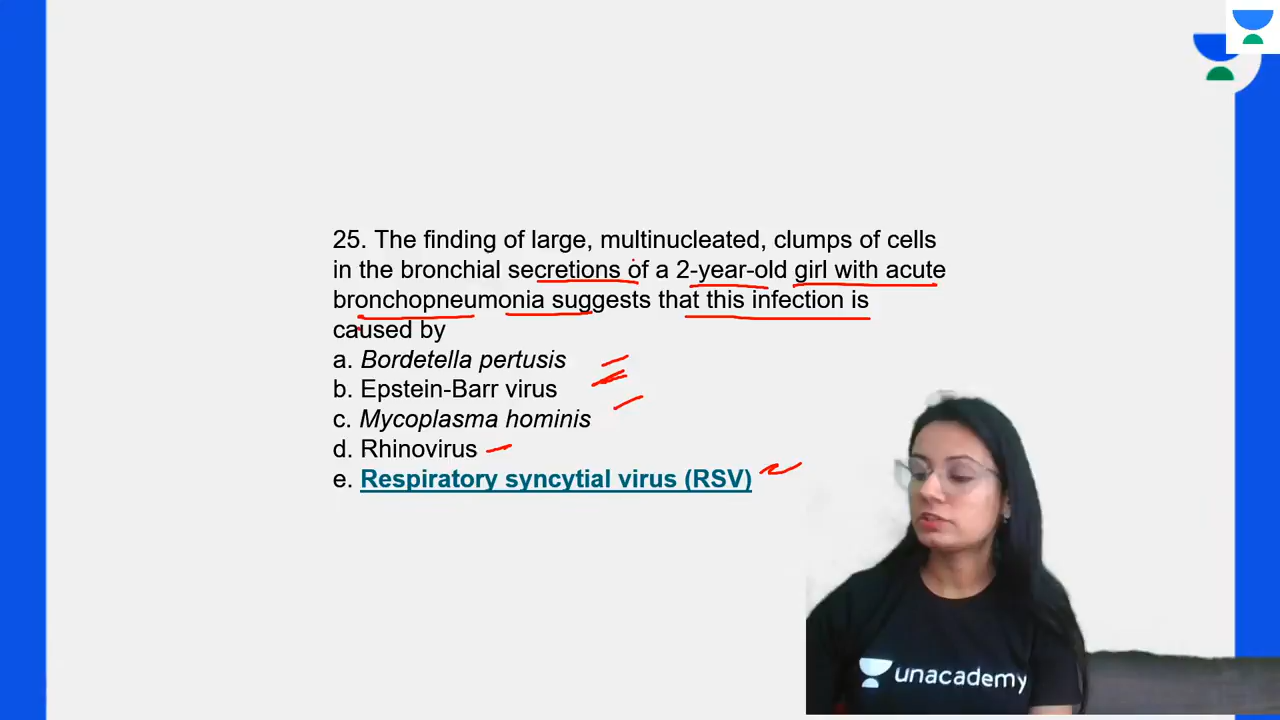 25. The finding of large, multinucleated, clumps of cells
in the bronchial secretions of a 2-year-old girl with acute
bronchopneumonia suggests that this infection is
caused by
a. Bordetella pertusis
b. Epstein-Barr virus
c. Mycoplasma hominis
d. Rhinovirus
e. Respiratory syncytial virus (RSV)
unacademy